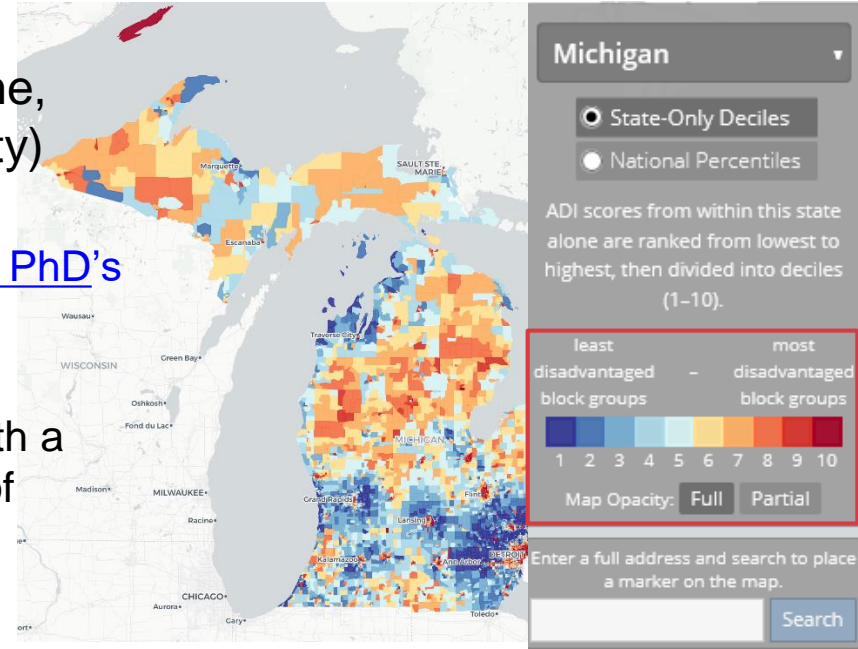 ne,
ty)
PhD's
th a
of
Marquette
SAULT STE. MARIE
Escanaba
Wausau
Traverse City
Green Bay
WISCONSIN
Oshkosh
Fond du Lac
MICHIGAN
Madison
MILWAUKEE
Grand Rapids
Flint
Lansing
Racine
Kalamazoo
Ann Arbor
DETROIT
CHICAGO
Aurora
Toledo
Gary
ort
Michigan
State-Only Deciles
National Percentiles
ADI scores from within this state
alone are ranked from lowest to
highest, then divided into deciles
(1–10).
least most
disadvantaged – disadvantaged
block groups block groups
1 2 3 4 5 6 7 8 9 10
Map Opacity: Full Partial
Enter a full address and search to place
a marker on the map.
Search